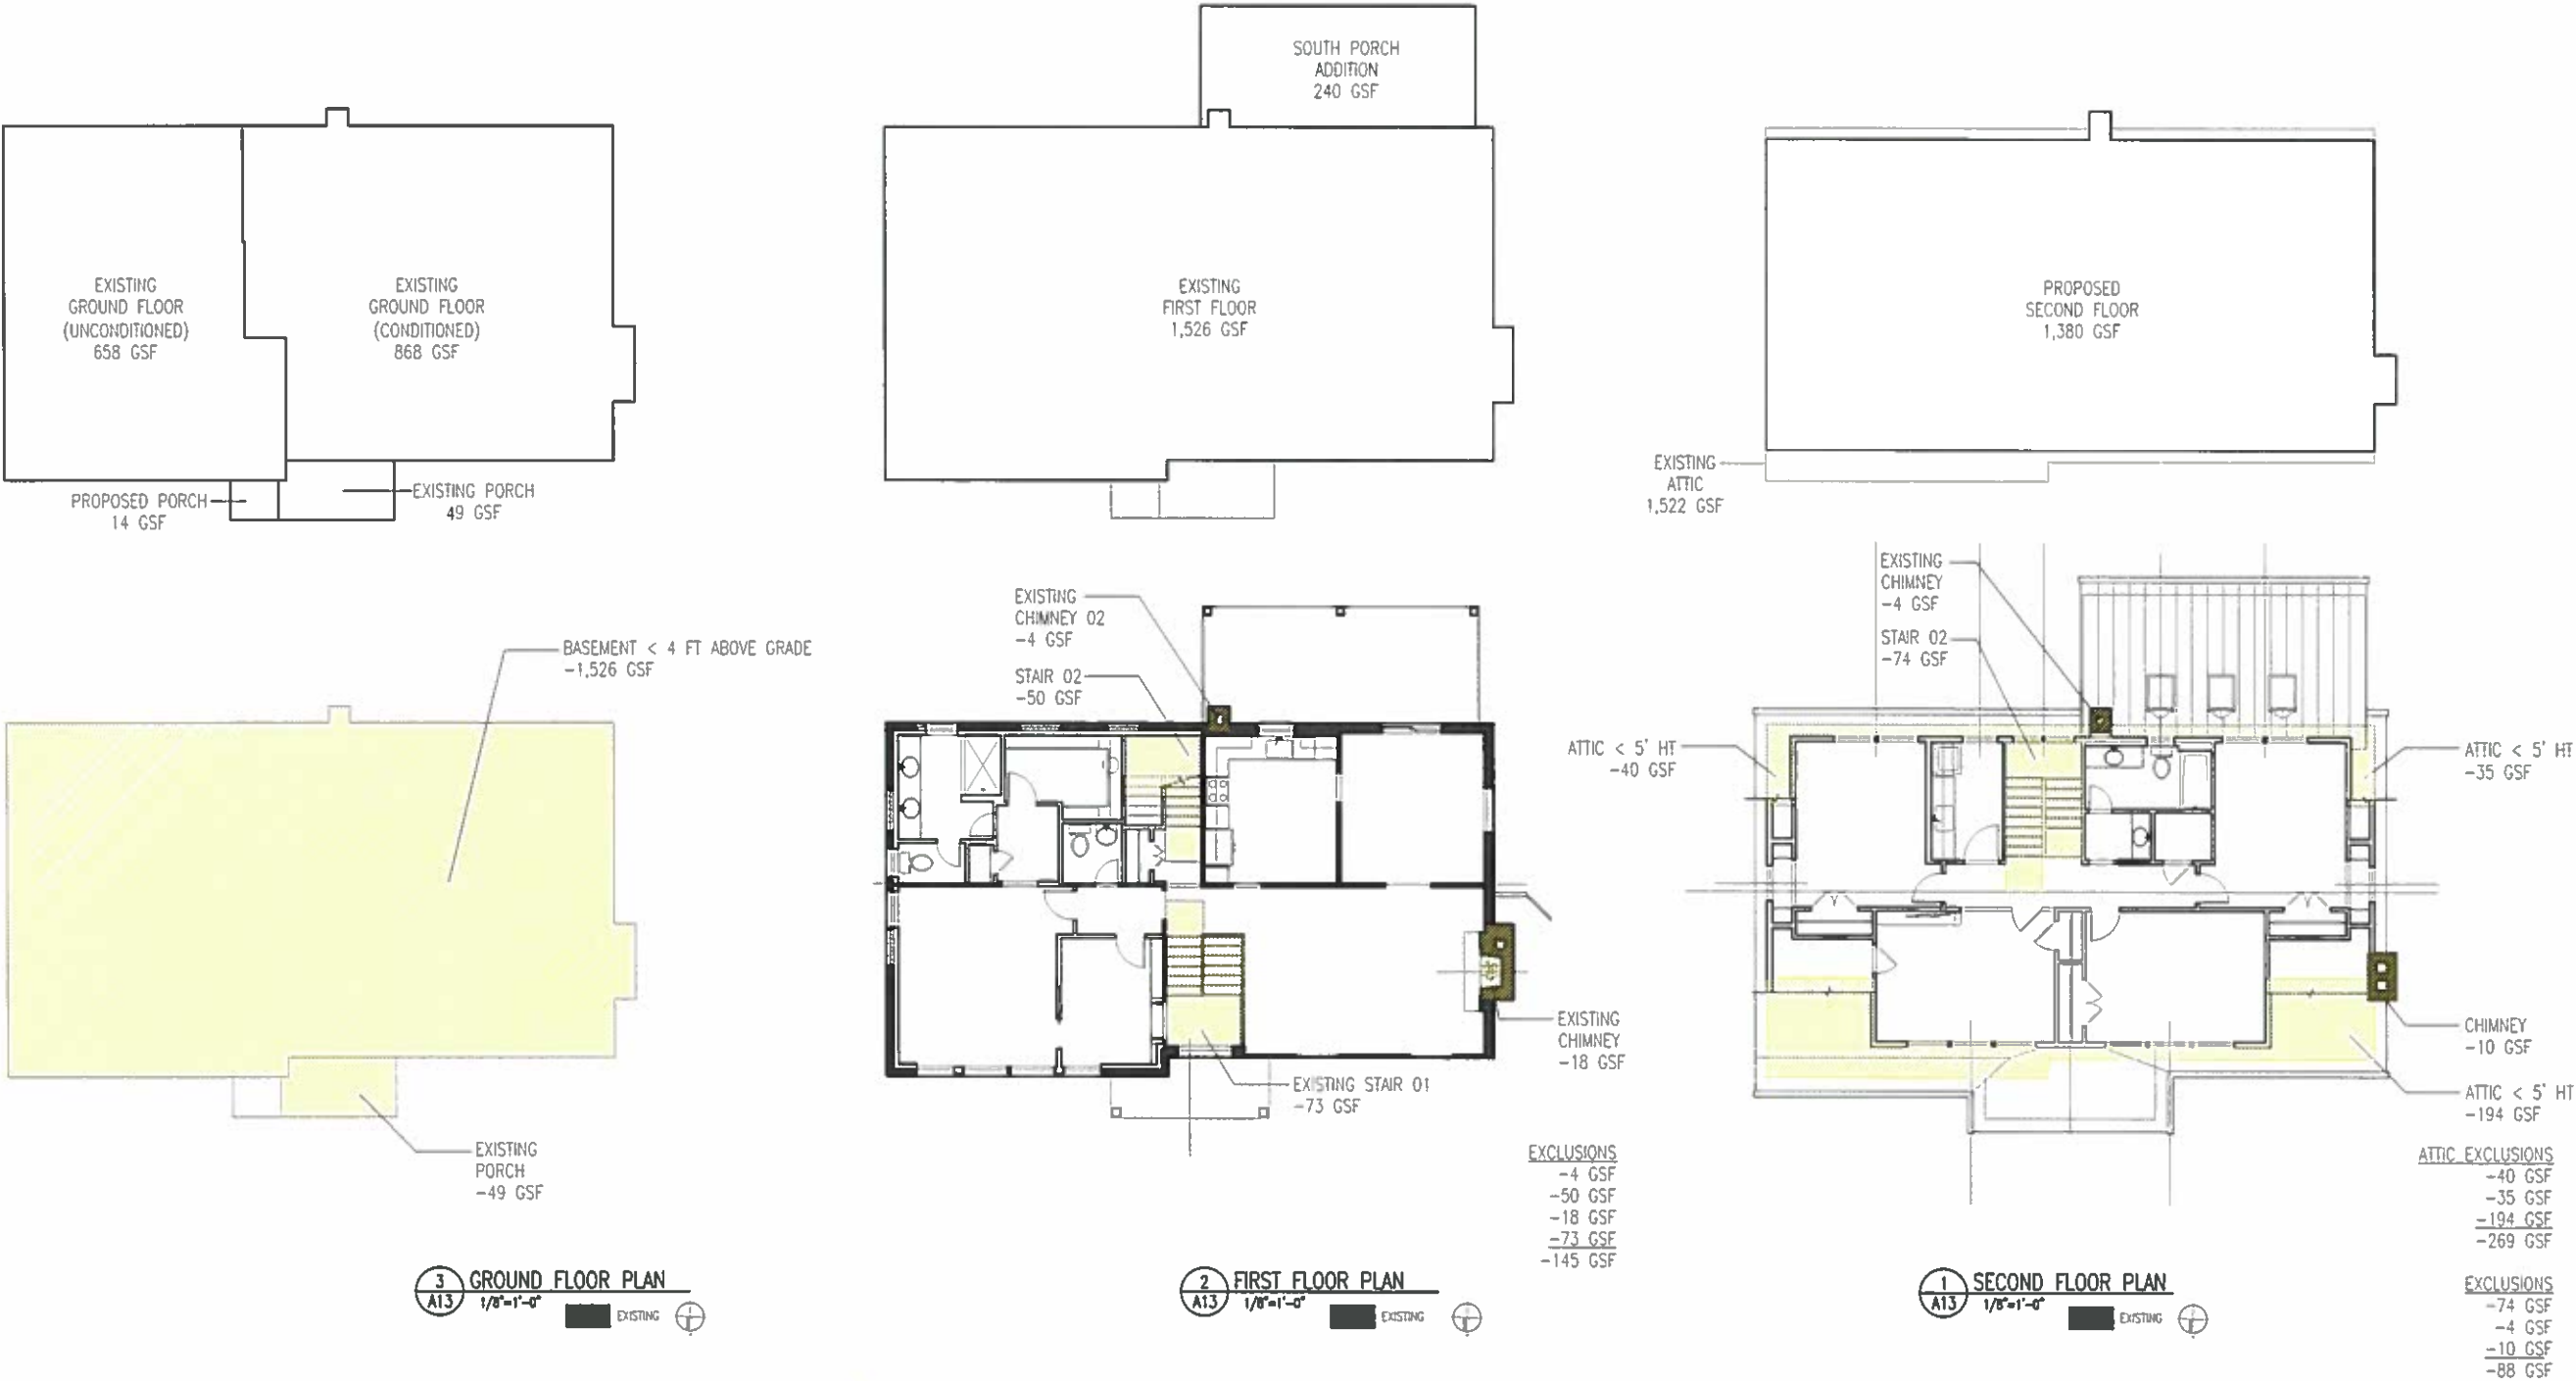 SOUTH PORCH
ADDITION
240 GSF
EXISTING
GROUND FLOOR
(UNCONDITIONED)
658 GSF
EXISTING
GROUND FLOOR
(CONDITIONED)
868 GSF
PROPOSED PORCH
14 GSF
EXISTING PORCH
49 GSF
EXISTING
FIRST FLOOR
1,526 GSF
PROPOSED
SECOND FLOOR
1,380 GSF
EXISTING
ATTIC
1,522 GSF
BASEMENT < 4 FT ABOVE GRADE
-1,526 GSF
EXISTING
PORCH
-49 GSF
3
A13
GROUND FLOOR PLAN
1/8"=1'-0"
EXISTING
EXISTING
CHIMNEY 02
-4 GSF
STAIR 02
-50 GSF
EXISTING
CHIMNEY
-18 GSF
EXISTING STAIR 01
-73 GSF
EXCLUSIONS
-4 GSF
-50 GSF
-18 GSF
-73 GSF
-145 GSF
2
A13
FIRST FLOOR PLAN
1/8"=1'-0"
EXISTING
EXISTING
CHIMNEY
-4 GSF
STAIR 02
-74 GSF
ATTIC < 5' HT
-40 GSF
ATTIC < 5' HT
-35 GSF
CHIMNEY
-10 GSF
ATTIC < 5' HT
-194 GSF
ATTIC EXCLUSIONS
-40 GSF
-35 GSF
-194 GSF
-269 GSF
1
A13
SECOND FLOOR PLAN
1/8"=1'-0"
EXISTING
EXCLUSIONS
-74 GSF
-4 GSF
-10 GSF
-88 GSF